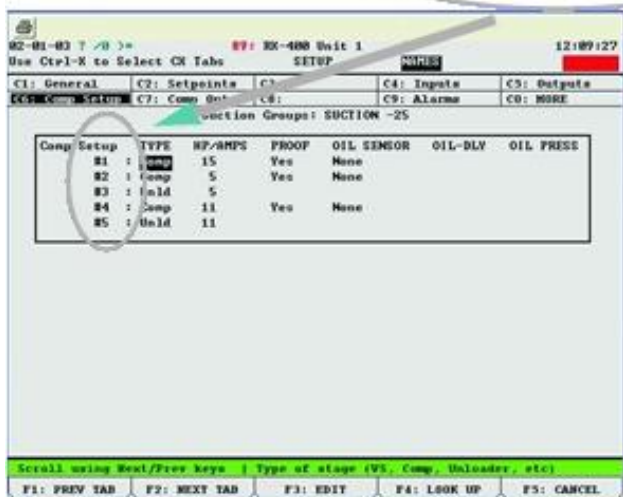 02-01-03 ? /0 >= RX-400 Unit 1 12:09:27
Use Ctrl-X to Select CX Tabs SETUP NAMES
C1: General C2: Setpoints C4: Inputs C5: Outputs
C6: Comp Setup C7: C8: C9: Alarms C0: MORE
Suction Groups: SUCTION -25
Comp Setup TYPE HP/AMPS PROOF OIL SENSOR OIL-DLY OIL PRESS
#1 : Comp 15 Yes None
#2 : Comp 5 Yes None
#3 : Unld 5
#4 : Comp 11 Yes None
#5 : Unld 11
Scroll using Next/Prev keys | Type of stage (VS, Comp, Unloader, etc)
F1: PREV TAB F2: NEXT TAB F3: EDIT F4: LOOK UP F5: CANCEL